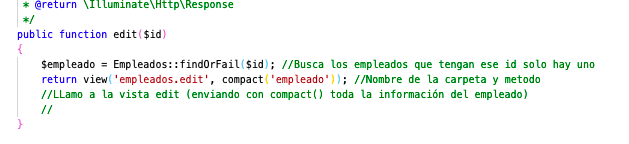 * @return \Illuminate\Http\Response
*/
public function edit($id)
{
$empleado = Empleados::findOrFail($id); //Busca los empleados que tengan ese id solo hay uno
return view('empleados.edit', compact('empleado')); //Nombre de la carpeta y metodo
//LLamo a la vista edit (enviando con compact() toda la información del empleado)
//
}